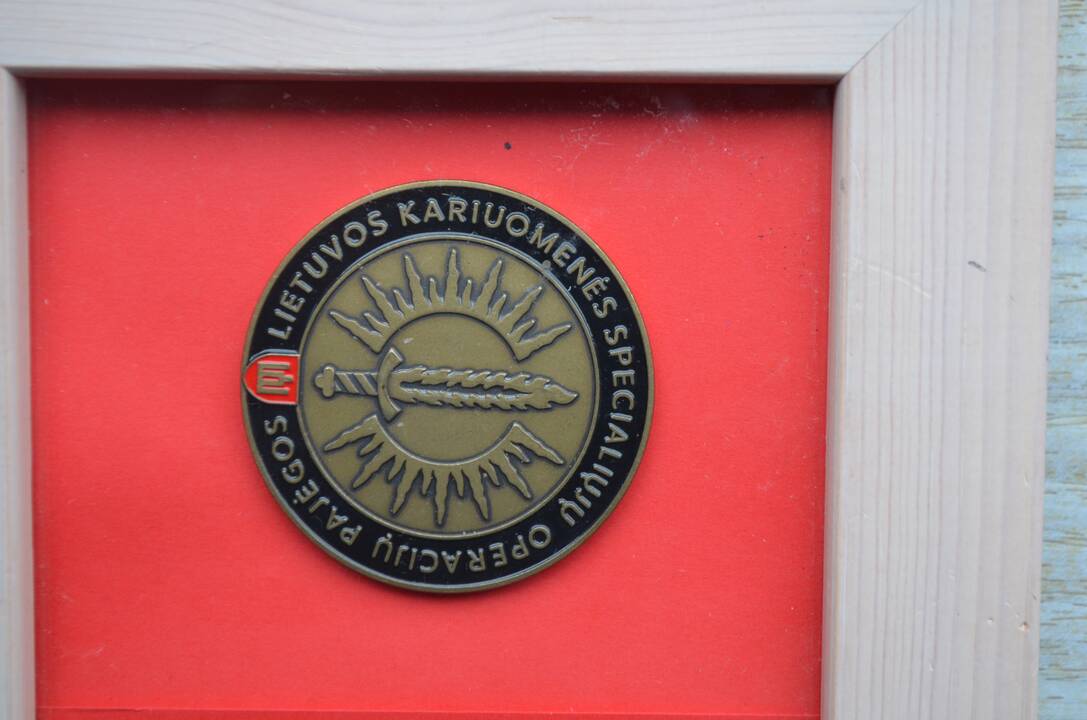 LIETUVOS KARIUOMENĖS SPECIALIŲJŲ OPERACIJŲ PAJĖGOS